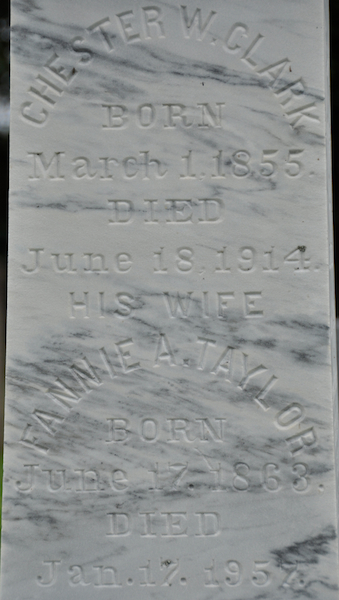 CHESTER W. CLARK
BORN
March 1. 1855.
DIED
June 18, 1914.
HIS WIFE
FANNIE A. TAYLOR
BORN
June 17. 1863.
DIED
Jan. 17. 1957.